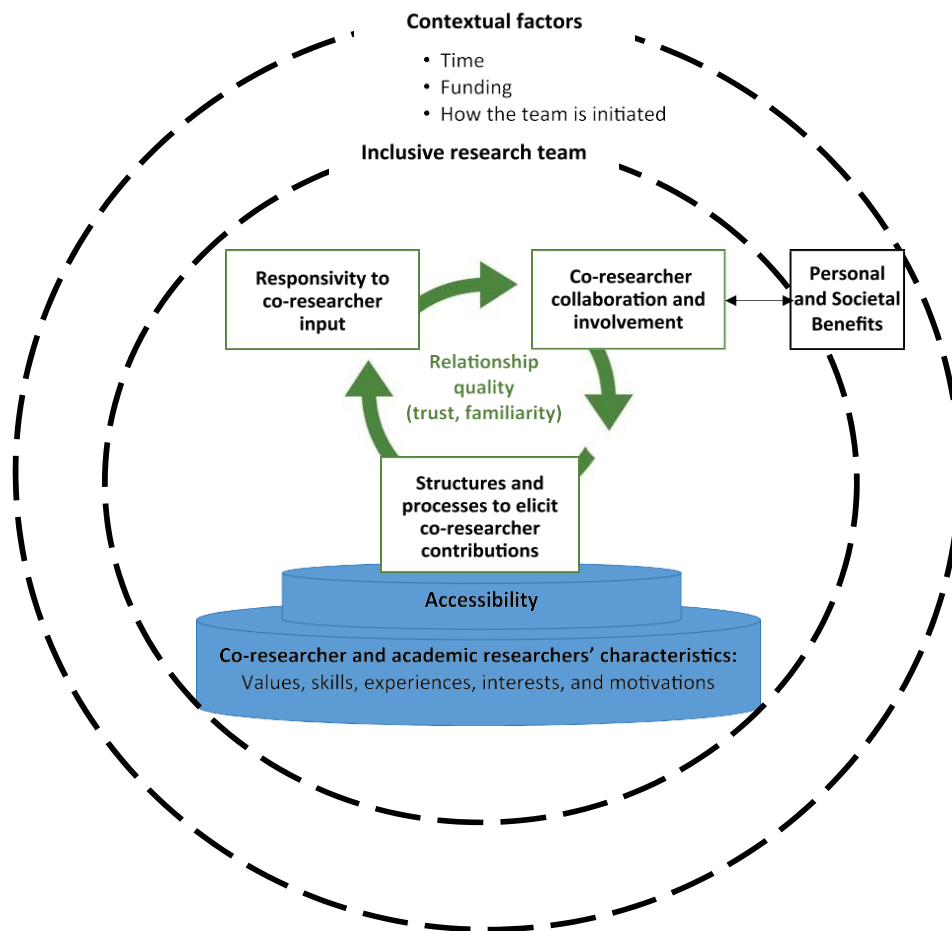 Contextual factors
• Time
• Funding
• How the team is initiated
Inclusive research team
Responsivity to
co-researcher
input
Co-researcher
collaboration and
involvement
Personal
and Societal
Benefits
Relationship
quality
(trust, familiarity)
Structures and
processes to elicit
co-researcher
contributions
Accessibility
Co-researcher and academic researchers’ characteristics:
Values, skills, experiences, interests, and motivations